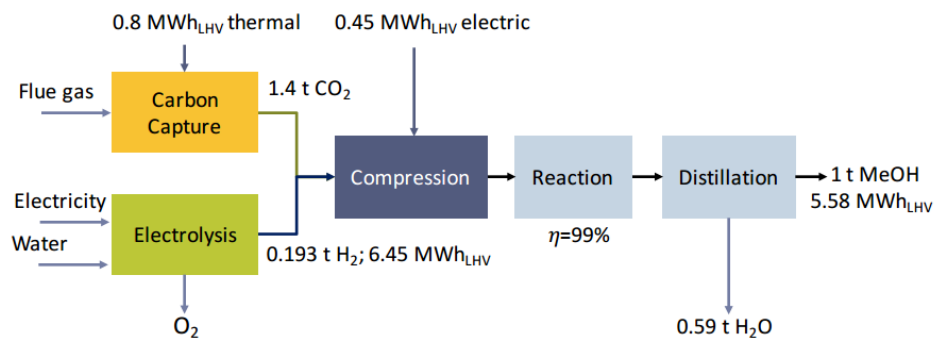 0.8 MWhLHV thermal
0.45 MWhLHV electric
Flue gas
Carbon
Capture
1.4 t CO2
Electricity
Water
Electrolysis
0.193 t H2; 6.45 MWhLHV
O2
Compression
Reaction
η=99%
Distillation
1 t MeOH
5.58 MWhLHV
0.59 t H2O